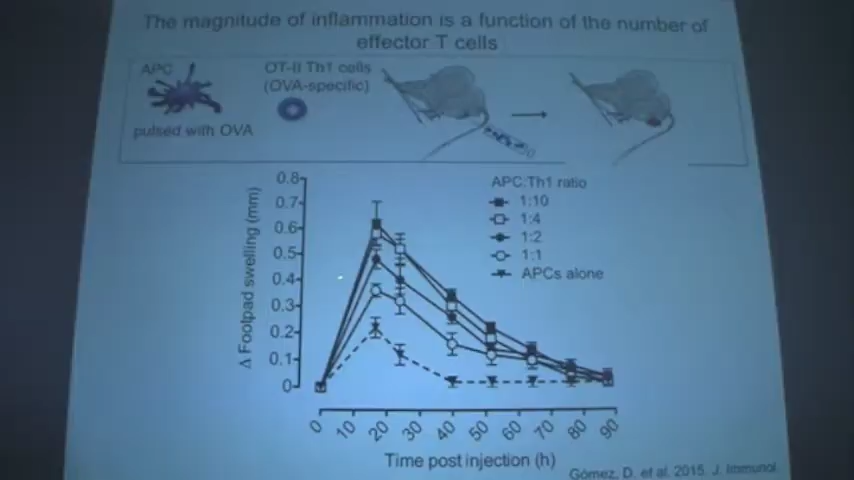 The magnitude of inflammation is a function of the number of
effector T cells
APC
pulsed with OVA
OT-II Th1 cells
(OVA-specific)
Δ Footpad swelling (mm)
0.8
0.7
0.6
0.5
0.4
0.3
0.2
0.1
0
APC:Th1 ratio
1:10
1:4
1:2
1:1
APCs alone
0 10 20 30 40 50 60 70 80 90
Time post injection (h)
Gómez, D. et al. 2015. J. Immunol.